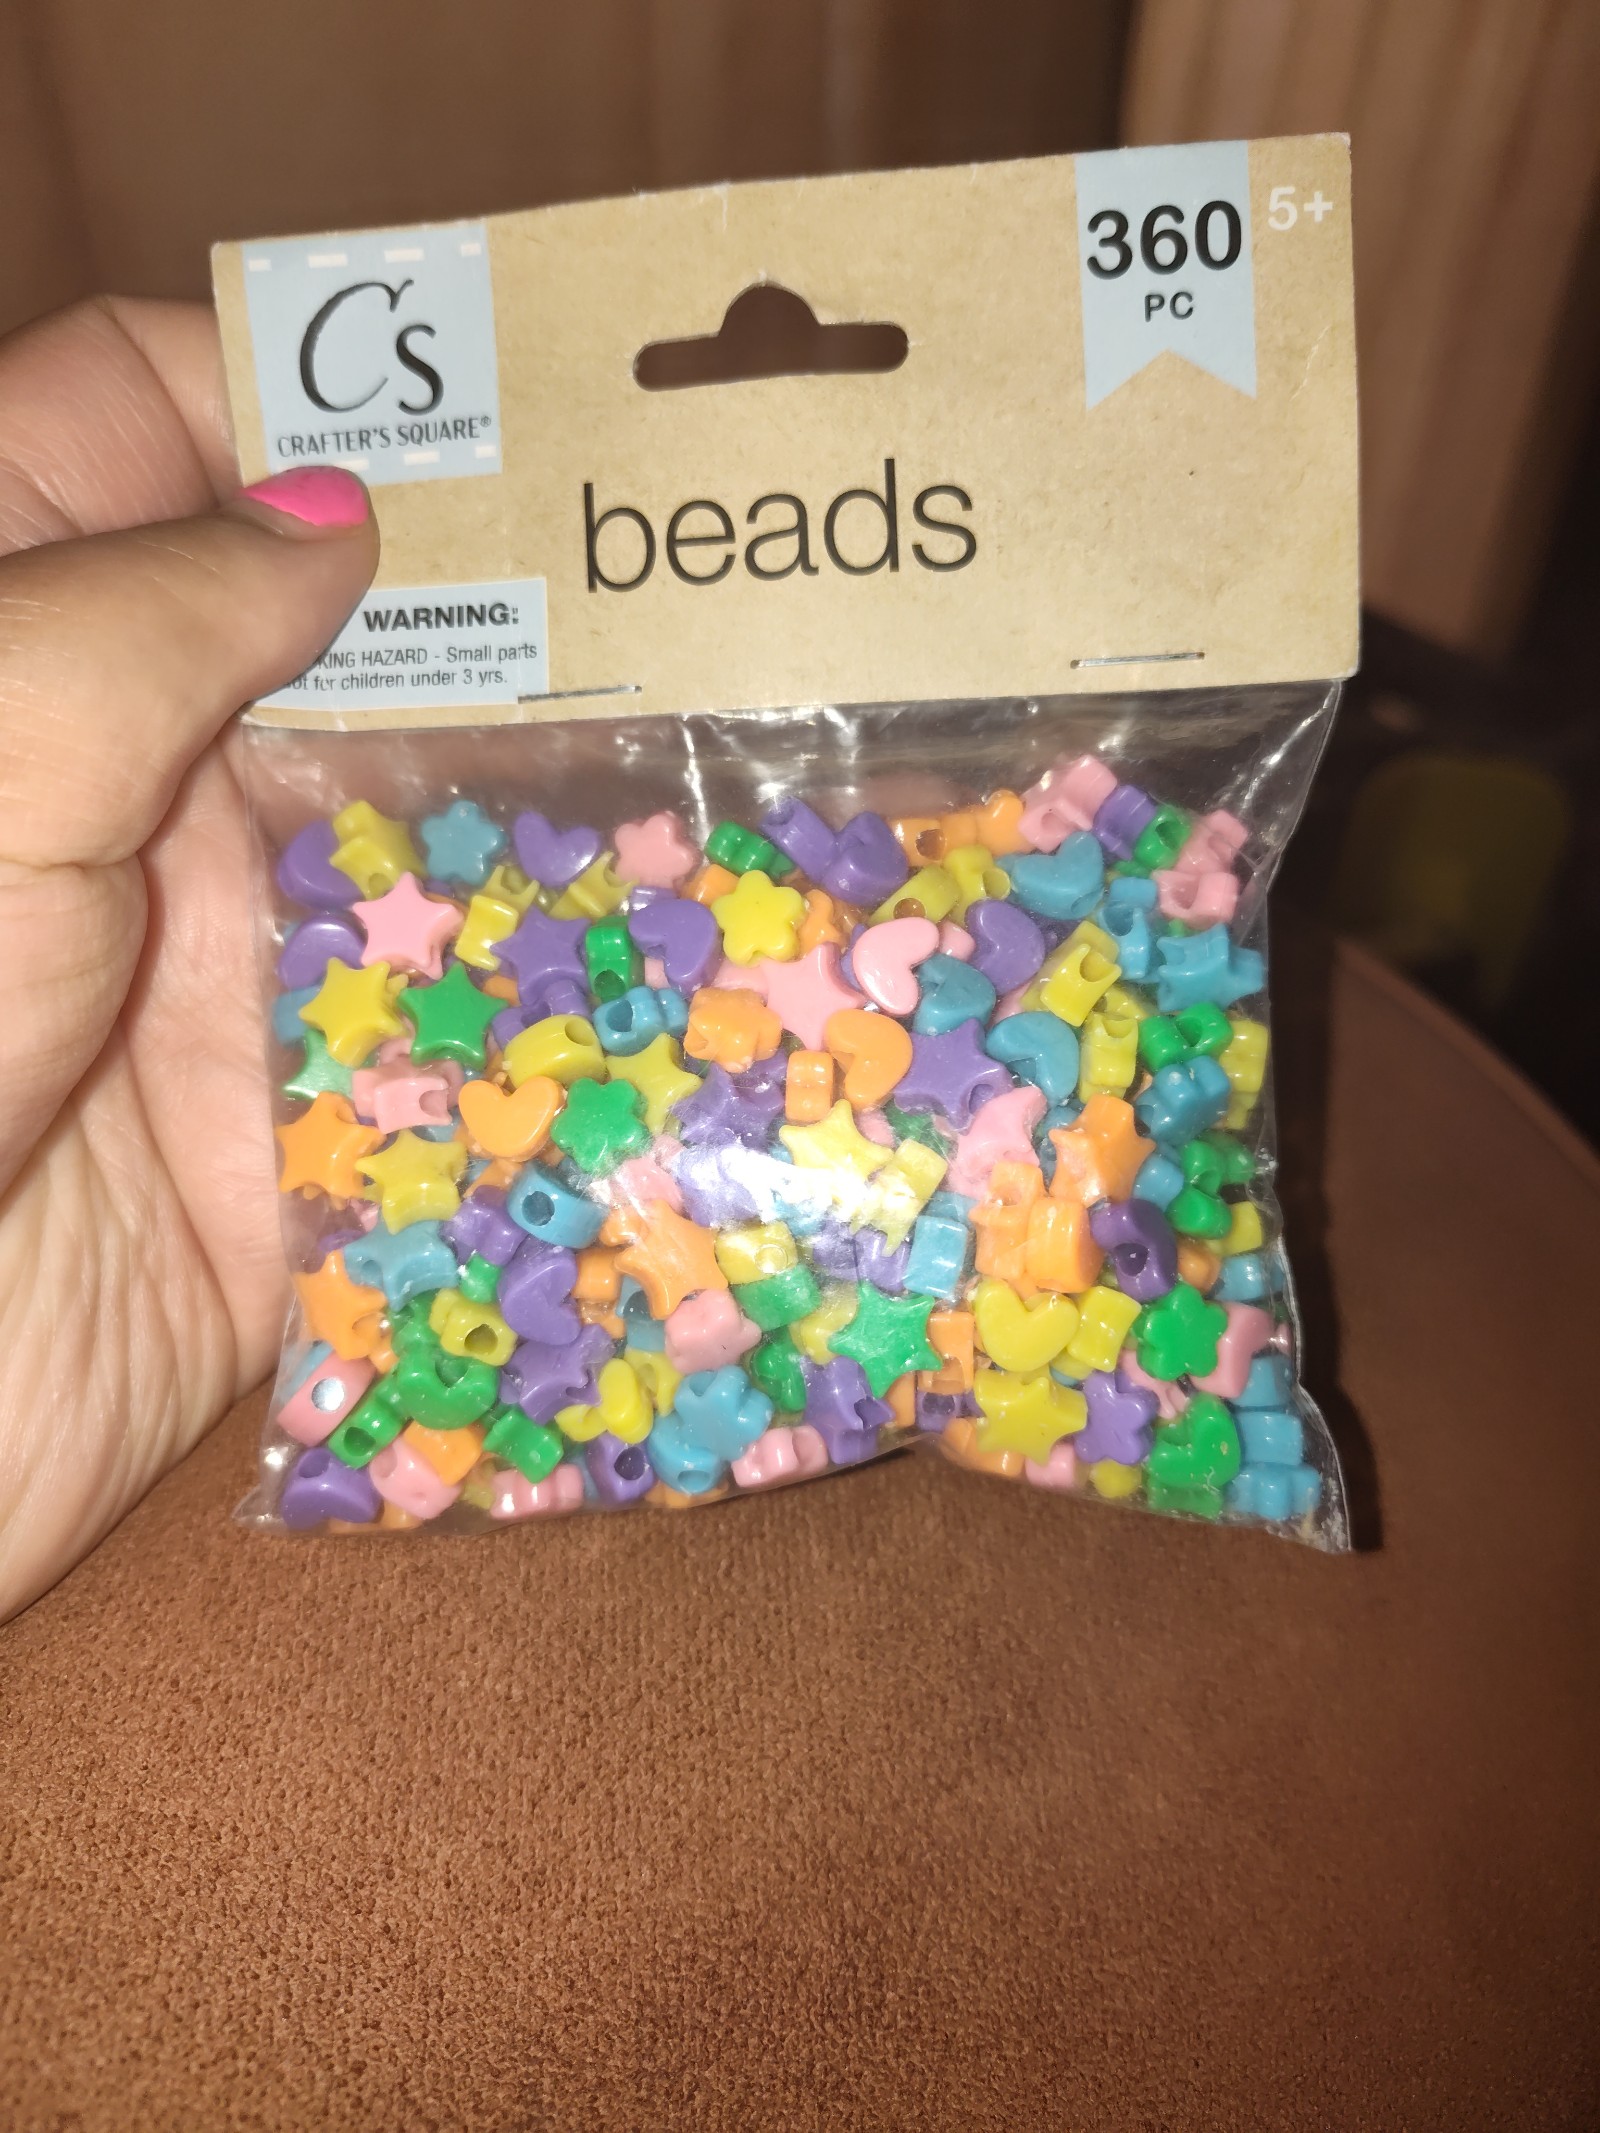 Cs
CRAFTER'S SQUARE®
360
PC
5+
beads
WARNING:
HAZARD - Small parts
for children under 3 yrs.